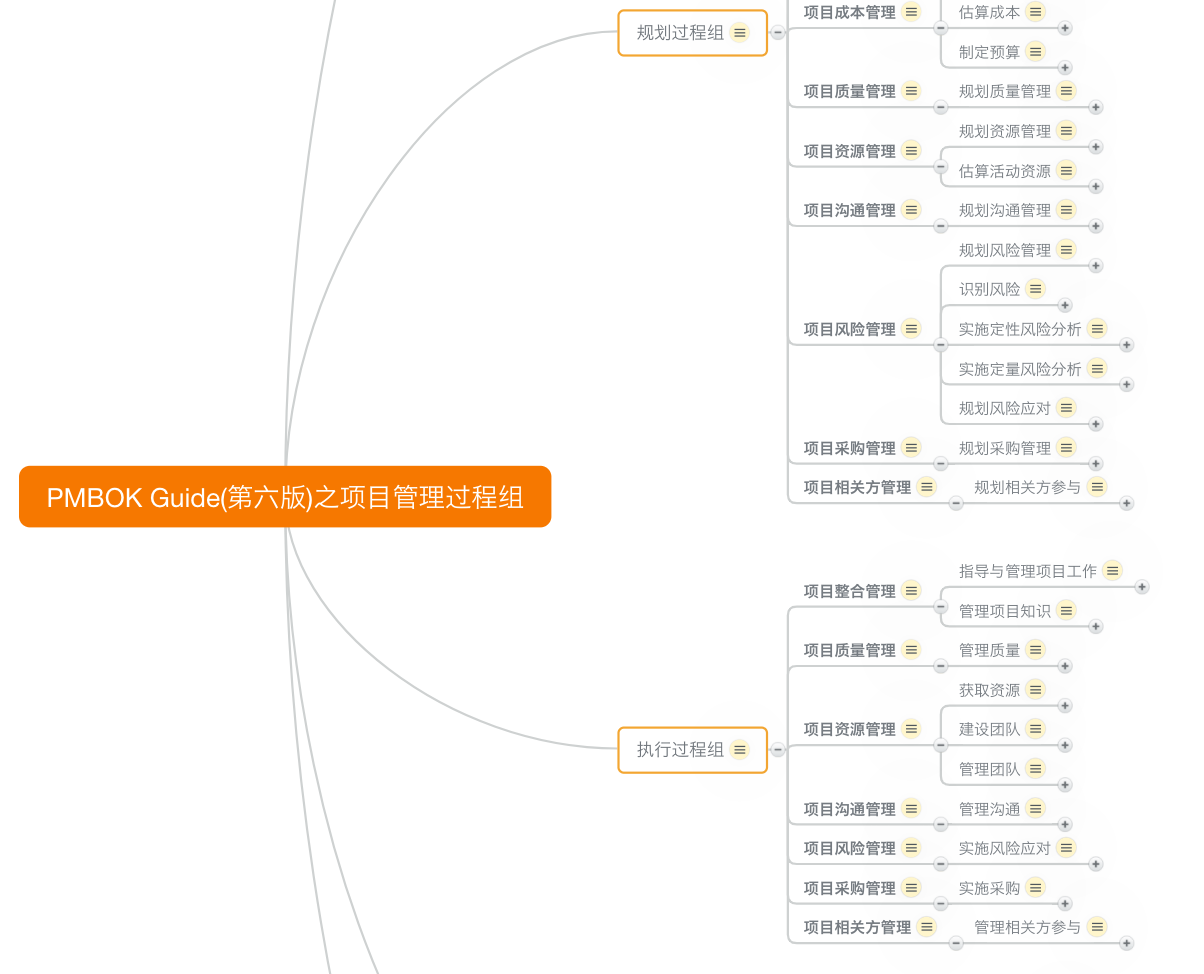 规划过程组
项目成本管理
估算成本
制定预算
项目质量管理
规划质量管理
项目资源管理
规划资源管理
估算活动资源
项目沟通管理
规划沟通管理
项目风险管理
规划风险管理
识别风险
实施定性风险分析
实施定量风险分析
规划风险应对
项目采购管理
规划采购管理
项目相关方管理
规划相关方参与
PMBOK Guide(第六版)之项目管理过程组
执行过程组
项目整合管理
指导与管理项目工作
管理项目知识
项目质量管理
管理质量
项目资源管理
获取资源
建设团队
管理团队
项目沟通管理
管理沟通
项目风险管理
实施风险应对
项目采购管理
实施采购
项目相关方管理
管理相关方参与